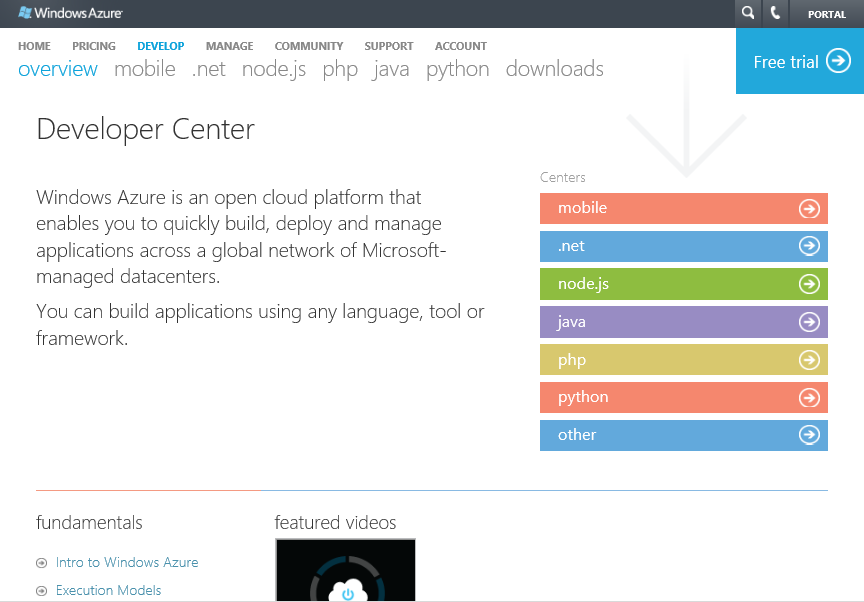 Windows Azure
PORTAL
HOME PRICING DEVELOP MANAGE COMMUNITY SUPPORT ACCOUNT
overview mobile .net node.js php java python downloads
Free trial
Developer Center
Windows Azure is an open cloud platform that
enables you to quickly build, deploy and manage
applications across a global network of Microsoft-
managed datacenters.
You can build applications using any language, tool or
framework.
Centers
mobile
.net
node.js
java
php
python
other
fundamentals
Intro to Windows Azure
Execution Models
featured videos